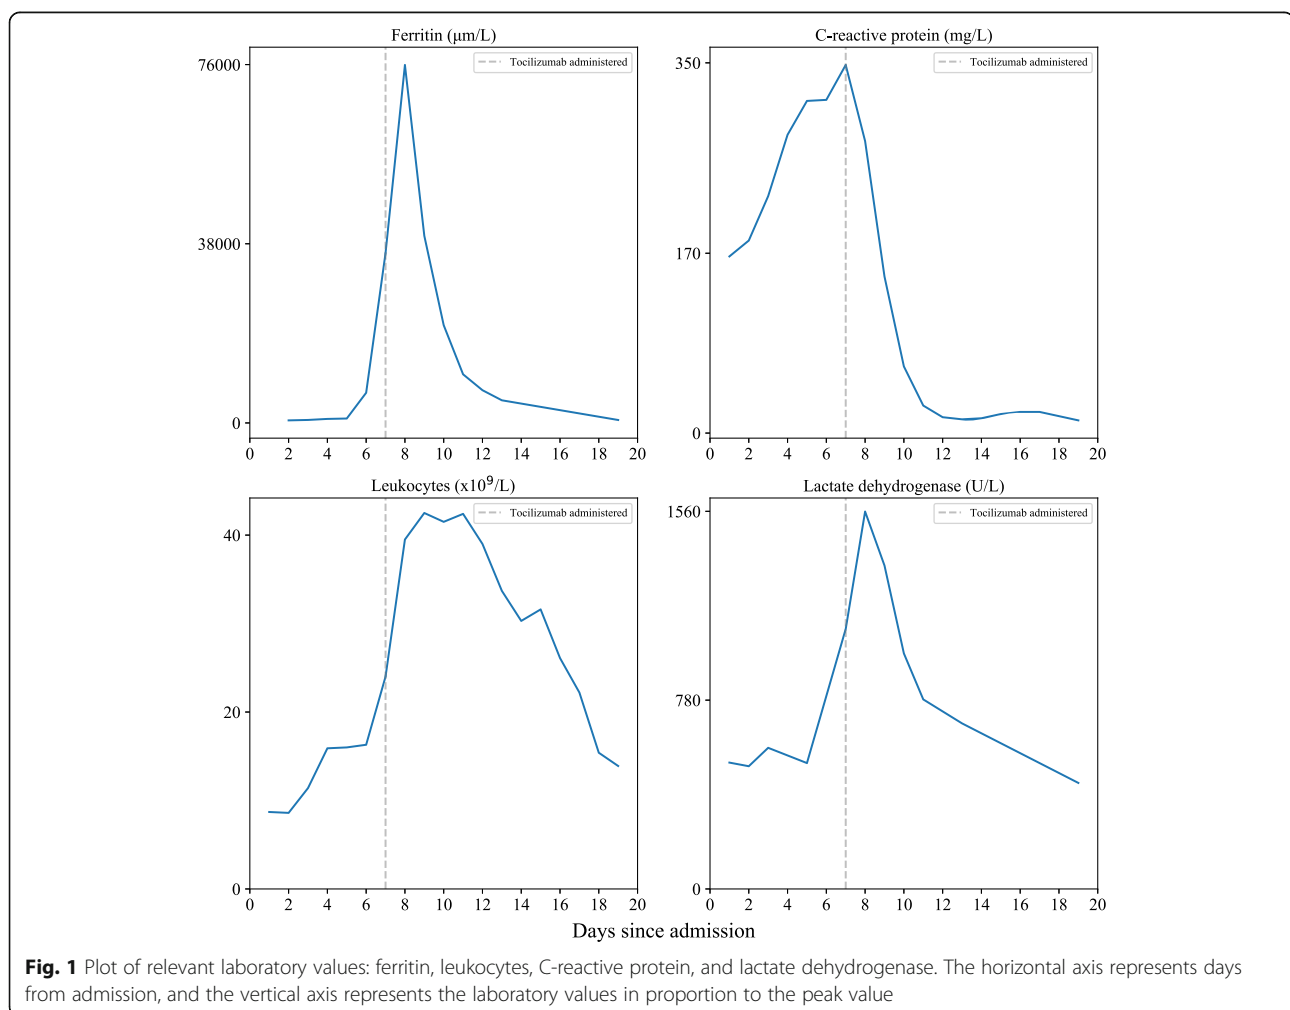 Ferritin (μm/L)
Tocilizumab administered
76000
38000
0
0 2 4 6 8 10 12 14 16 18 20
C-reactive protein (mg/L)
Tocilizumab administered
350
170
0
0 2 4 6 8 10 12 14 16 18 20
Leukocytes (x10⁹/L)
Tocilizumab administered
40
20
0
0 2 4 6 8 10 12 14 16 18 20
Lactate dehydrogenase (U/L)
Tocilizumab administered
1560
780
0
0 2 4 6 8 10 12 14 16 18 20
Days since admission
Fig. 1 Plot of relevant laboratory values: ferritin, leukocytes, C-reactive protein, and lactate dehydrogenase. The horizontal axis represents days
from admission, and the vertical axis represents the laboratory values in proportion to the peak value